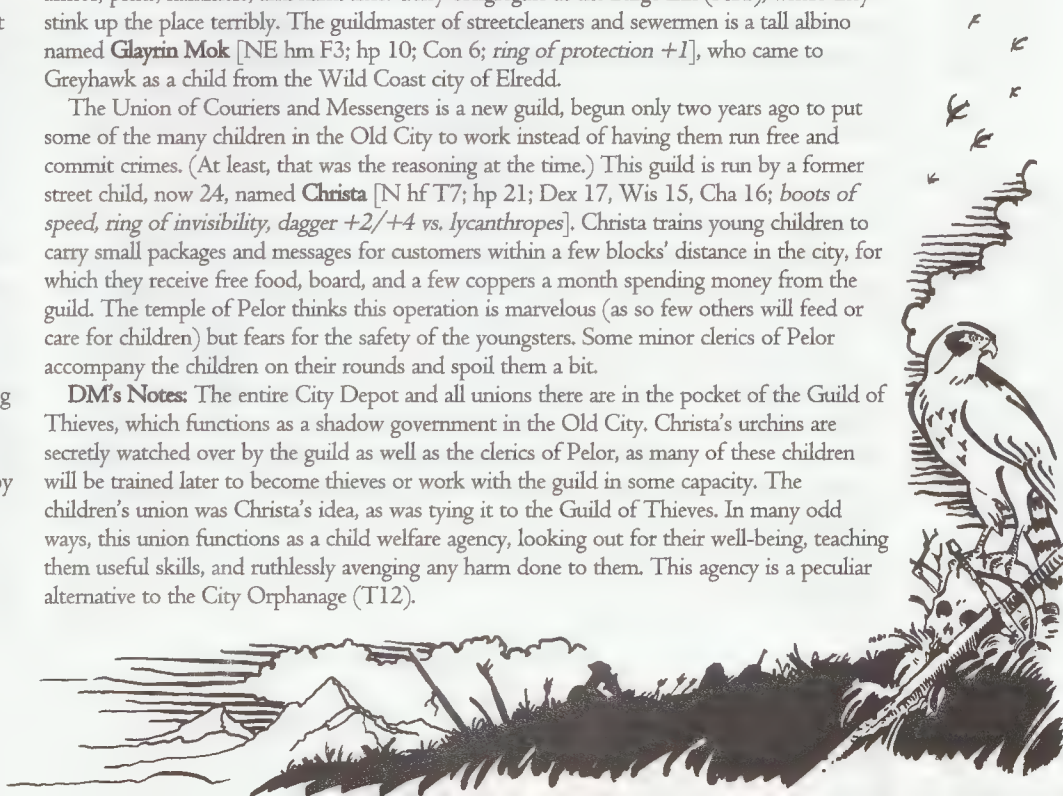 t
stink up the place terribly. The guildmaster of streetcleaners and sewermen is a tall albino
named Glayrin Mok [NE hm F3; hp 10; Con 6; ring of protection +1], who came to
Greyhawk as a child from the Wild Coast city of Elredd.
The Union of Couriers and Messengers is a new guild, begun only two years ago to put
some of the many children in the Old City to work instead of having them run free and
commit crimes. (At least, that was the reasoning at the time.) This guild is run by a former
street child, now 24, named Christa [N hf T7; hp 21; Dex 17, Wis 15, Cha 16; boots of
speed, ring of invisibility, dagger +2/+4 vs. lycanthropes]. Christa trains young children to
carry small packages and messages for customers within a few blocks' distance in the city, for
which they receive free food, board, and a few coppers a month spending money from the
guild. The temple of Pelor thinks this operation is marvelous (as so few others will feed or
care for children) but fears for the safety of the youngsters. Some minor clerics of Pelor
accompany the children on their rounds and spoil them a bit.
g
DM's Notes: The entire City Depot and all unions there are in the pocket of the Guild of
Thieves, which functions as a shadow government in the Old City. Christa's urchins are
secretly watched over by the guild as well as the clerics of Pelor, as many of these children
will be trained later to become thieves or work with the guild in some capacity. The
children's union was Christa's idea, as was tying it to the Guild of Thieves. In many odd
ways, this union functions as a child welfare agency, looking out for their well-being, teaching
them useful skills, and ruthlessly avenging any harm done to them. This agency is a peculiar
alternative to the City Orphanage (T12).